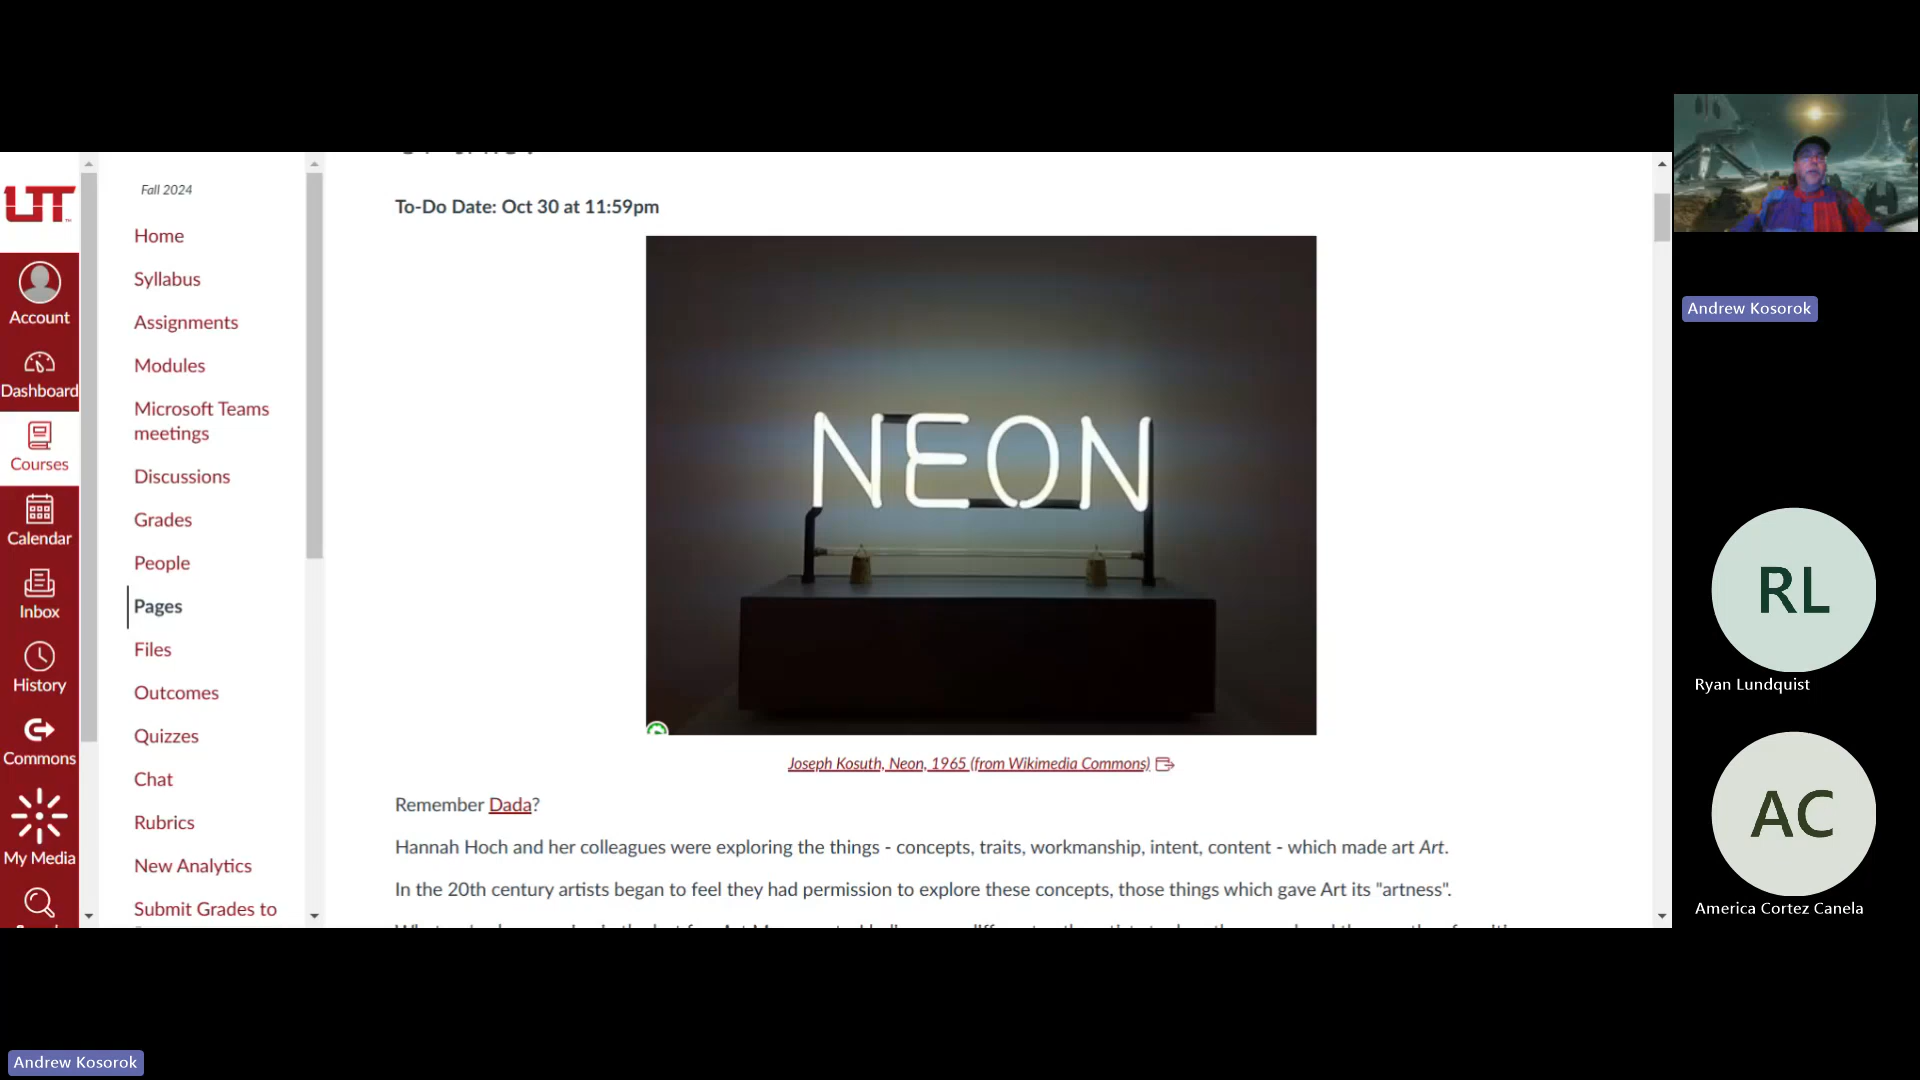 Fall 2024
To-Do Date: Oct 30 at 11:59pm
UT
Home
Syllabus
Assignments
Modules
Microsoft Teams
meetings
Discussions
Grades
People
Pages
Files
Outcomes
Quizzes
Chat
Rubrics
New Analytics
Submit Grades to
Account
Dashboard
Courses
Calendar
Inbox
History
Commons
My Media
NEON
Joseph Kosuth, Neon, 1965 (from Wikimedia Commons)
Remember Dada?
Hannah Hoch and her colleagues were exploring the things - concepts, traits, workmanship, intent, content - which made art Art.
In the 20th century artists began to feel they had permission to explore these concepts, those things which gave Art its "artness".
Andrew Kosorok
RL
Ryan Lundquist
AC
America Cortez Canela
Andrew Kosorok